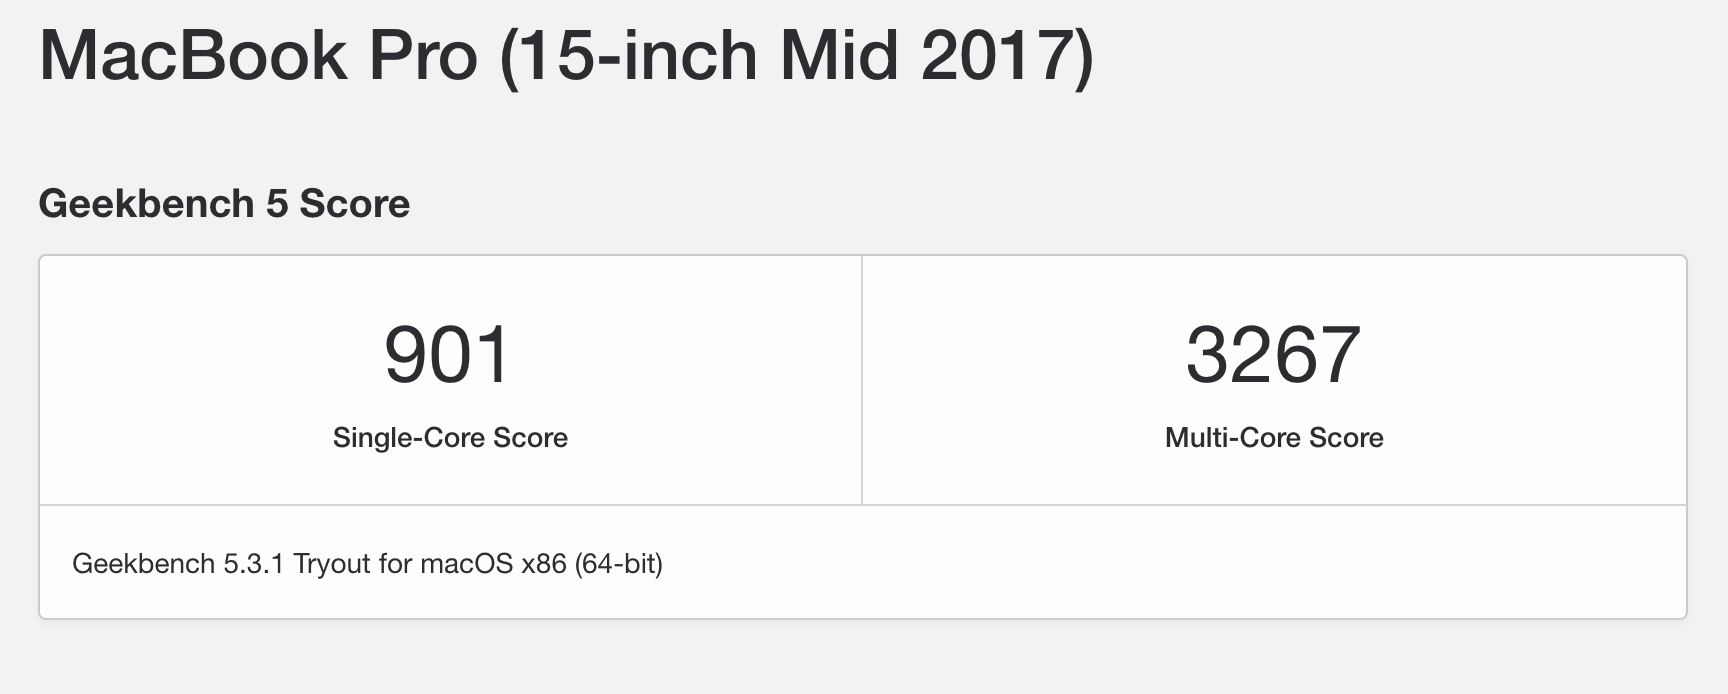 MacBook Pro (15-inch Mid 2017)
Geekbench 5 Score
901
Single-Core Score
3267
Multi-Core Score
Geekbench 5.3.1 Tryout for macOS x86 (64-bit)